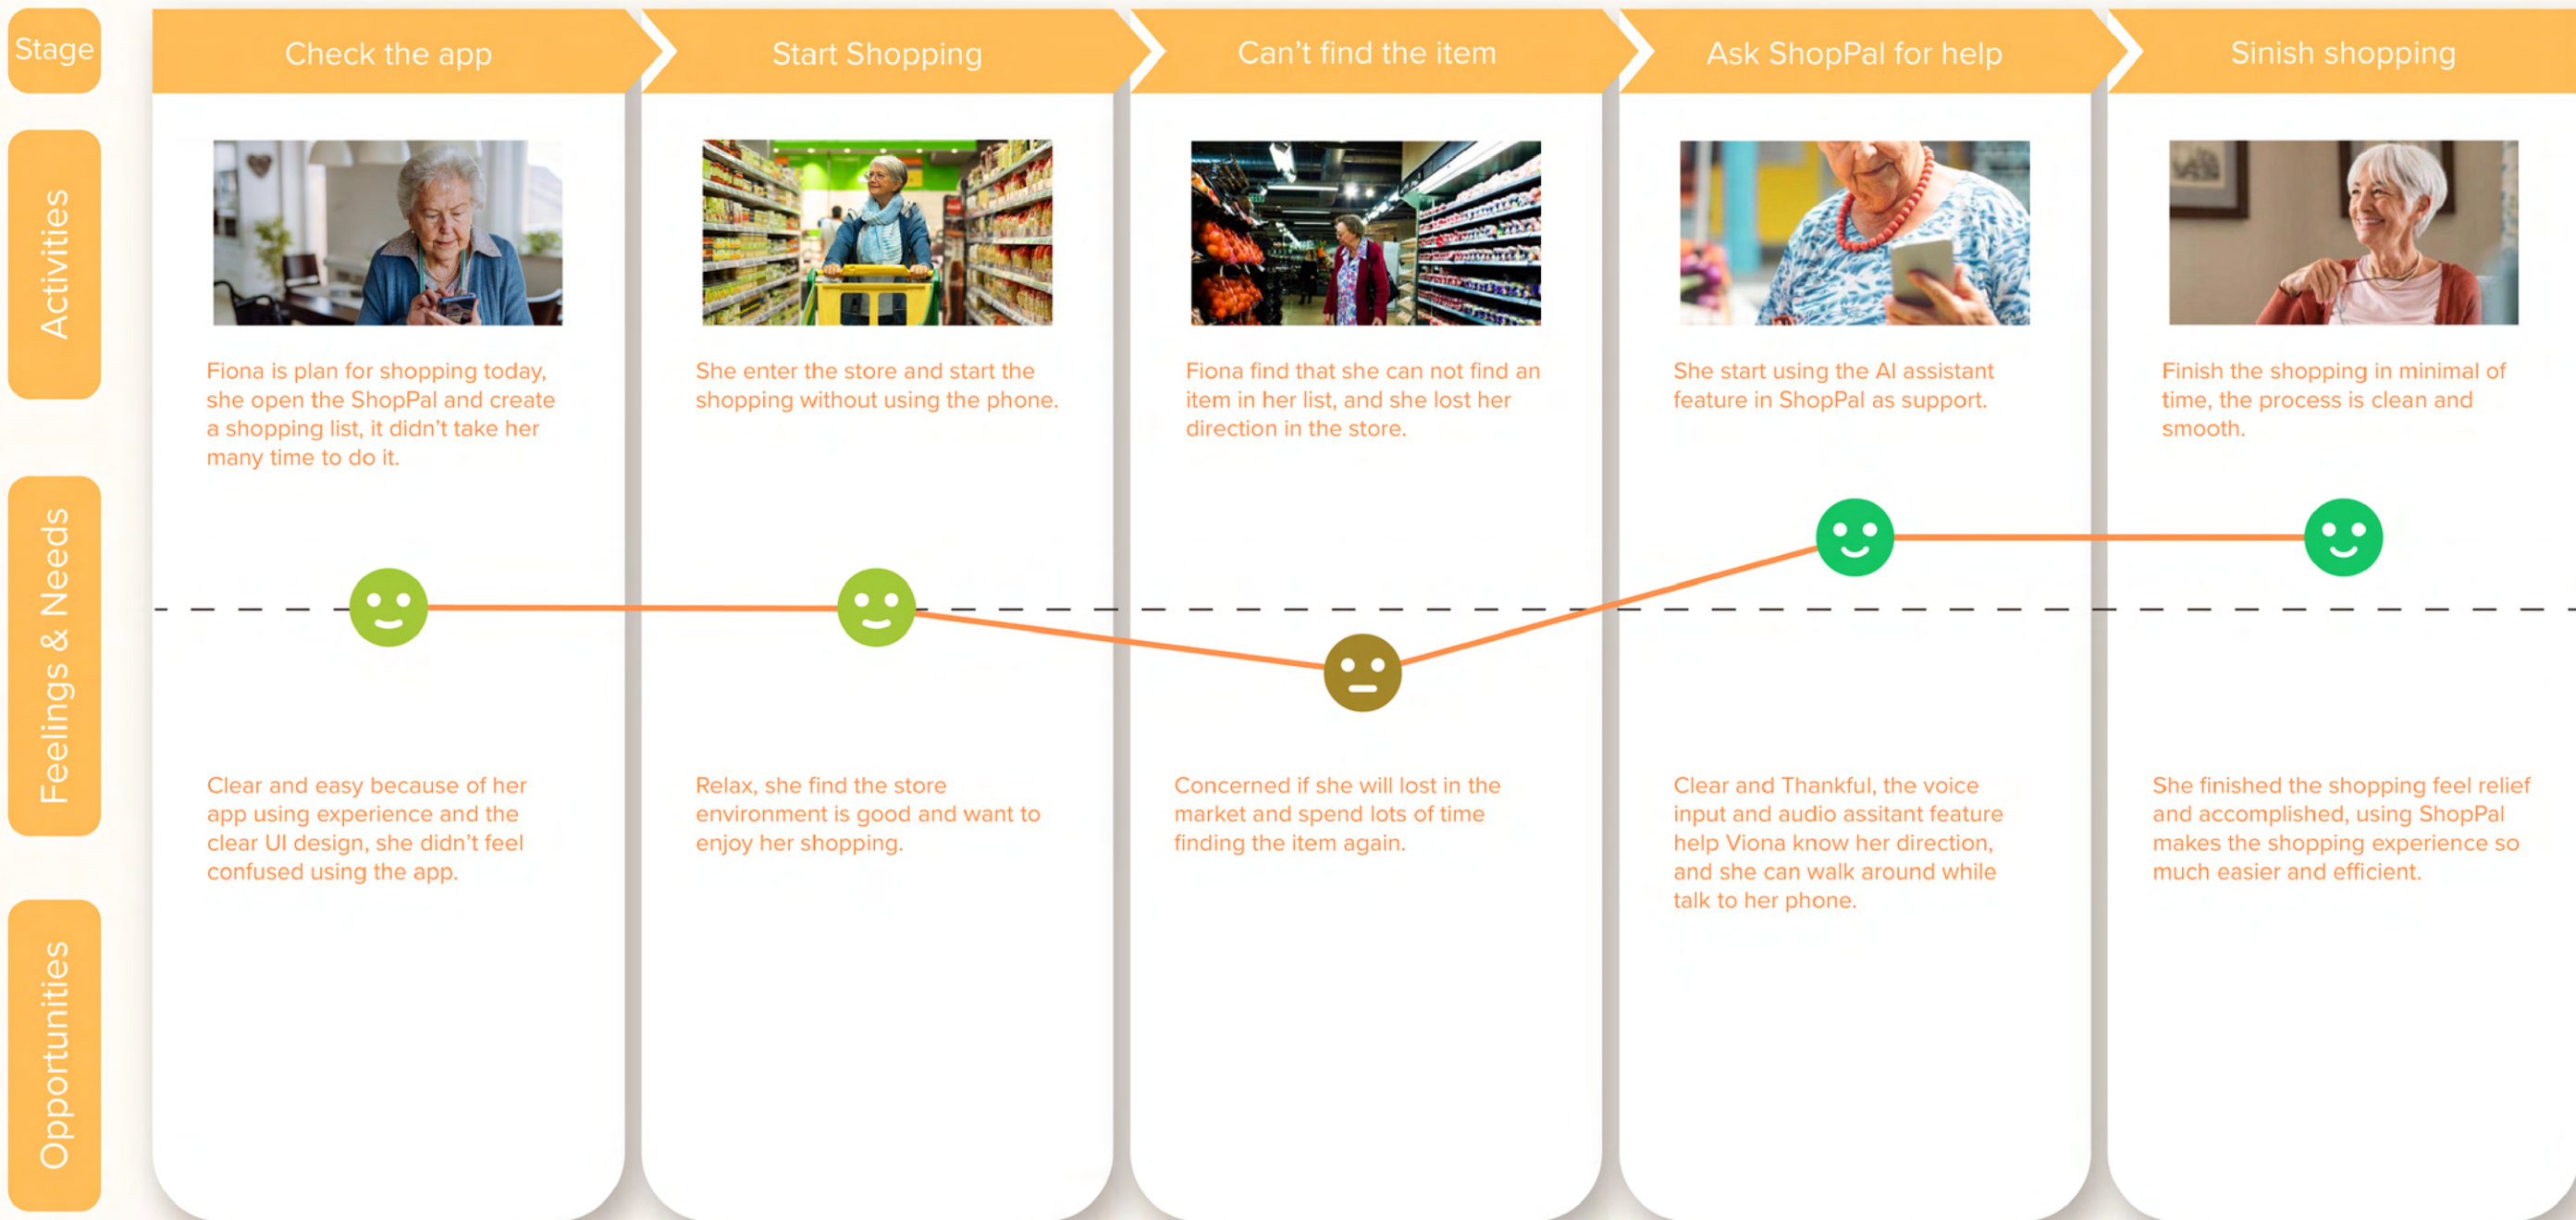 Stage
Check the app
Start Shopping
Can't find the item
Ask ShopPal for help
Sinish shopping
Activities
Fiona is plan for shopping today,
she open the ShopPal and create
a shopping list, it didn't take her
many time to do it.
She enter the store and start the
shopping without using the phone.
Fiona find that she can not find an
item in her list, and she lost her
direction in the store.
She start using the AI assistant
feature in ShopPal as support.
Finish the shopping in minimal of
time, the process is clean and
smooth.
Feelings & Needs
Clear and easy because of her
app using experience and the
clear UI design, she didn't feel
confused using the app.
Relax, she find the store
environment is good and want to
enjoy her shopping.
Concerned if she will lost in the
market and spend lots of time
finding the item again.
Clear and Thankful, the voice
input and audio assitant feature
help Viona know her direction,
and she can walk around while
talk to her phone.
She finished the shopping feel relief
and accomplished, using ShopPal
makes the shopping experience so
much easier and efficient.
Opportunities